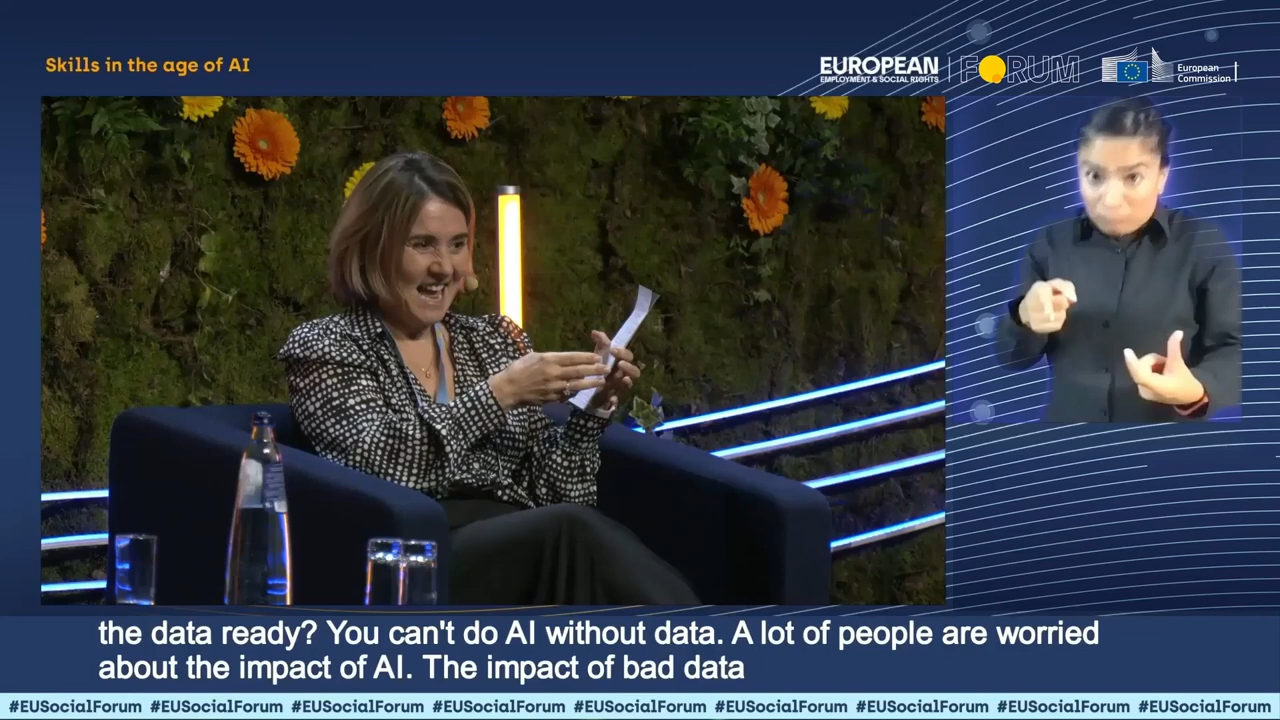 Skills in the age of AI
EUROPEAN
EMPLOYMENT & SOCIAL RIGHTS
FORUM
European
Commission
the data ready? You can't do AI without data. A lot of people are worried
about the impact of AI. The impact of bad data
#EUSocialForum #EUSocialForum #EUSocialForum #EUSocialForum #EUSocialForum #EUSocialForum #EUSocialForum #EUSocialForum #EUSocialForum